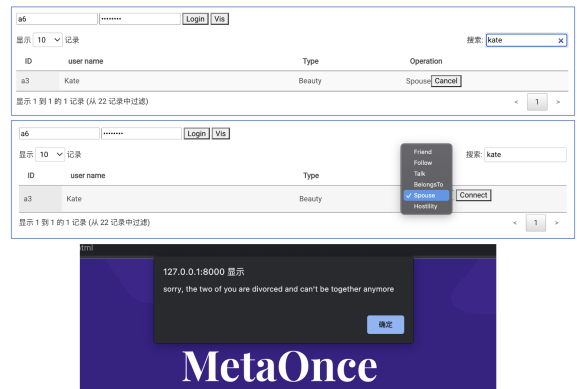 a6 •••••••• Login Vis
显示 10 记录 搜索: kate x
ID user name Type Operation
a3 Kate Beauty Spouse Cancel
显示 1 到 1 的 1 记录 (从 22 记录中过滤) < 1 >
a6 •••••••• Login Vis
显示 10 记录 搜索: kate
ID user name Type
a3 Kate Beauty Connect
Friend
Follow
Talk
BelongsTo
✓ Spouse
Hostility
显示 1 到 1 的 1 记录 (从 22 记录中过滤) < 1 >
html
127.0.0.1:8000 显示
sorry, the two of you are divorced and can't be together anymore
确定
MetaOnce